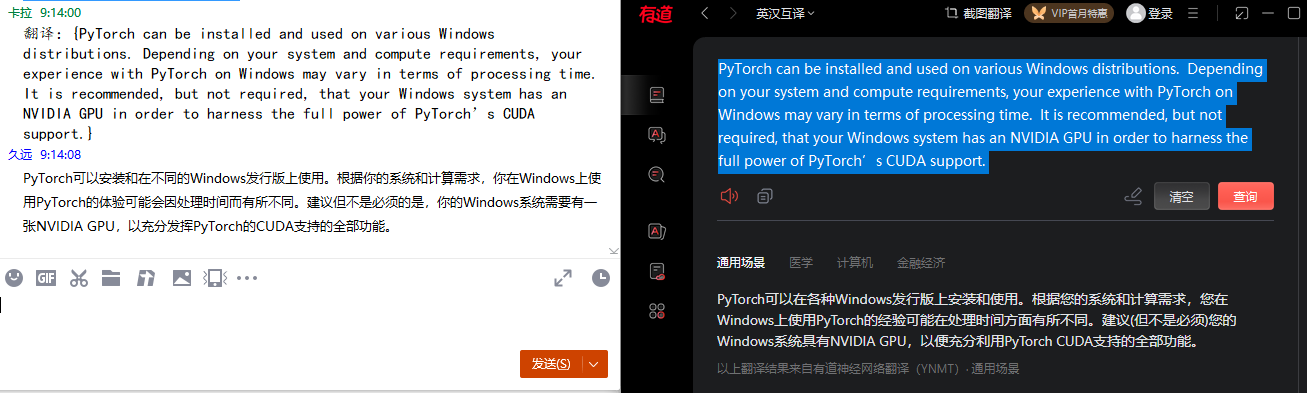 卡拉 9:14:00
翻译：{PyTorch can be installed and used on various Windows
distributions. Depending on your system and compute requirements, your
experience with PyTorch on Windows may vary in terms of processing time.
It is recommended, but not required, that your Windows system has an
NVIDIA GPU in order to harness the full power of PyTorch’s CUDA
support.}
久远 9:14:08
PyTorch可以安装和在不同的Windows发行版上使用。根据你的系统和计算需求，你在Windows上使
用PyTorch的体验可能会因处理时间而有所不同。建议但不是必须的是，你的Windows系统需要有一
张NVIDIA GPU，以充分发挥PyTorch的CUDA支持的全部功能。
GIF
发送(S)
有道
英汉互译
截图翻译
VIP首月特惠
登录
PyTorch can be installed and used on various Windows distributions. Depending
on your system and compute requirements, your experience with PyTorch on
Windows may vary in terms of processing time. It is recommended, but not
required, that your Windows system has an NVIDIA GPU in order to harness the
full power of PyTorch’s CUDA support.
清空
查询
通用场景 医学 计算机 金融经济
PyTorch可以在各种Windows发行版上安装和使用。根据您的系统和计算需求，您在
Windows上使用PyTorch的经验可能在处理时间方面有所不同。建议(但不是必须)您的
Windows系统具有NVIDIA GPU，以便充分利用PyTorch CUDA支持的全部功能。
以上翻译结果来自有道神经网络翻译（YNMT）· 通用场景